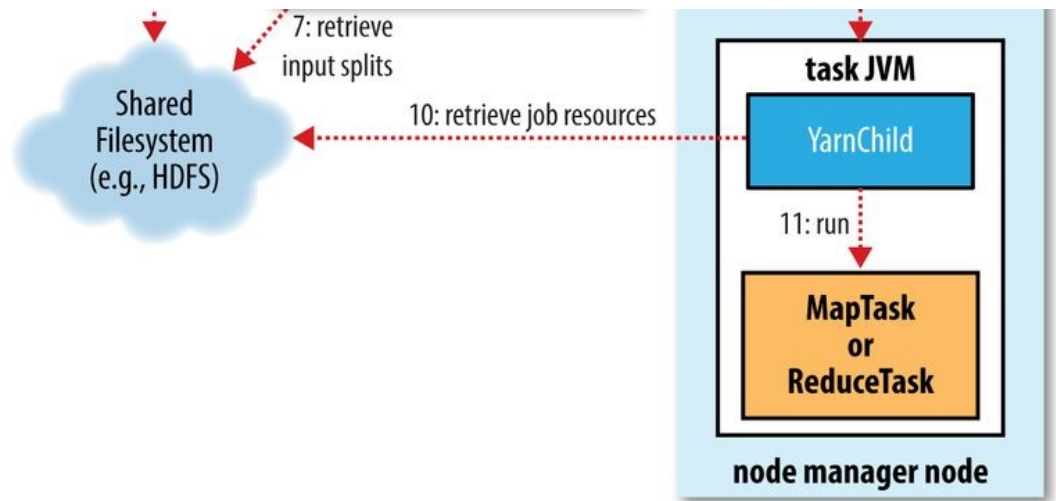 7: retrieve
input splits
task JVM
Shared
Filesystem
(e.g., HDFS)
10: retrieve job resources
YarnChild
11: run
MapTask
or
ReduceTask
node manager node